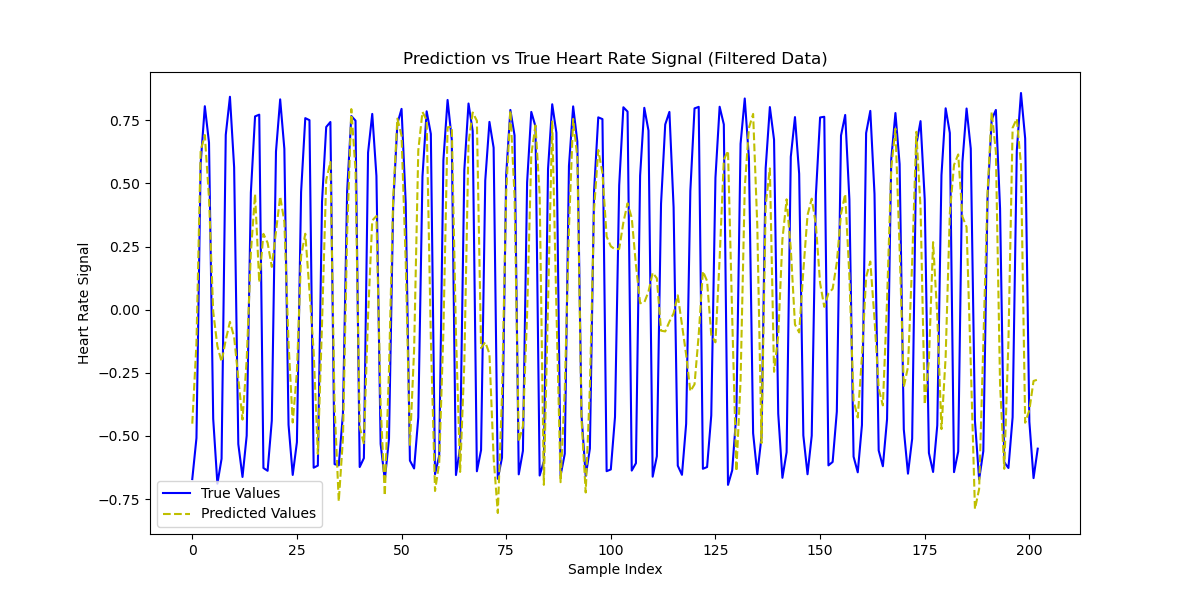 Prediction vs True Heart Rate Signal (Filtered Data)
Heart Rate Signal
0.75
0.50
0.25
0.00
−0.25
−0.50
−0.75
True Values
Predicted Values
0 25 50 75 100 125 150 175 200
Sample Index